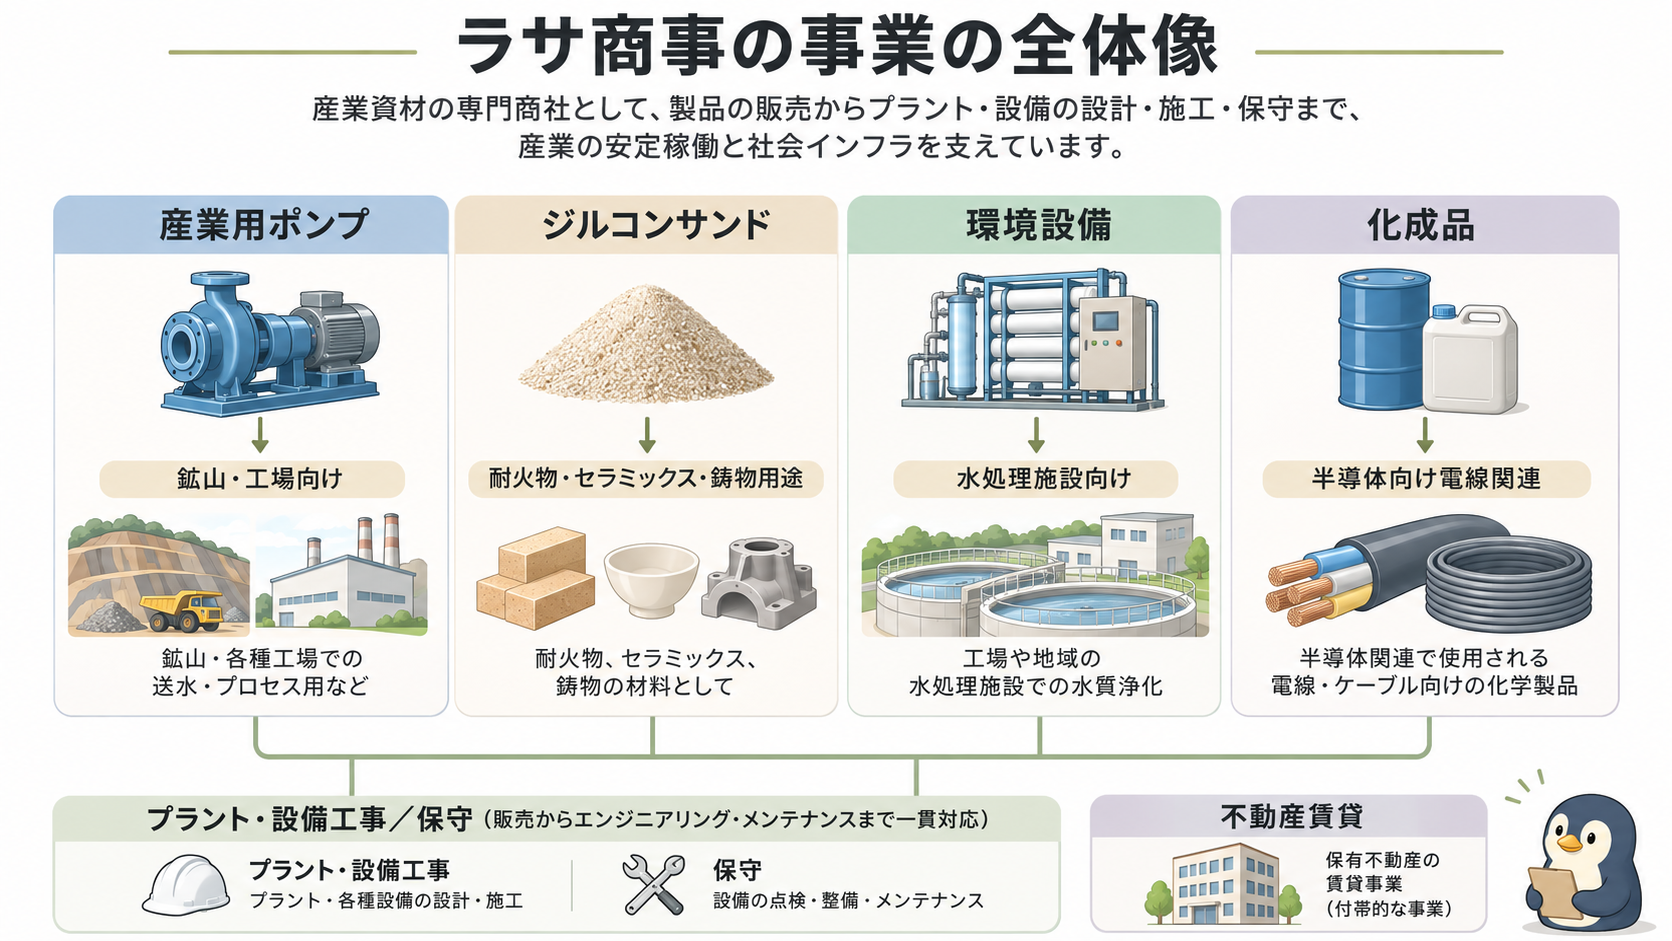 ラサ商事の事業の全体像
産業資材の専門商社として、製品の販売からプラント・設備の設計・施工・保守まで、
産業の安定稼働と社会インフラを支えています。
産業用ポンプ
鉱山・工場向け
鉱山・各種工場での
送水・プロセス用など
ジルコンサンド
耐火物・セラミックス・鋳物用途
耐火物、セラミックス、
鋳物の材料として
環境設備
水処理施設向け
工場や地域の
水処理施設での水質浄化
化成品
半導体向け電線関連
半導体関連で使用される
電線・ケーブル向けの化学製品
プラント・設備工事／保守（販売からエンジニアリング・メンテナンスまで一貫対応）
プラント・設備工事
プラント・各種設備の設計・施工
保守
設備の点検・整備・メンテナンス
不動産賃貸
保有不動産の
賃貸事業
（付帯的な事業）